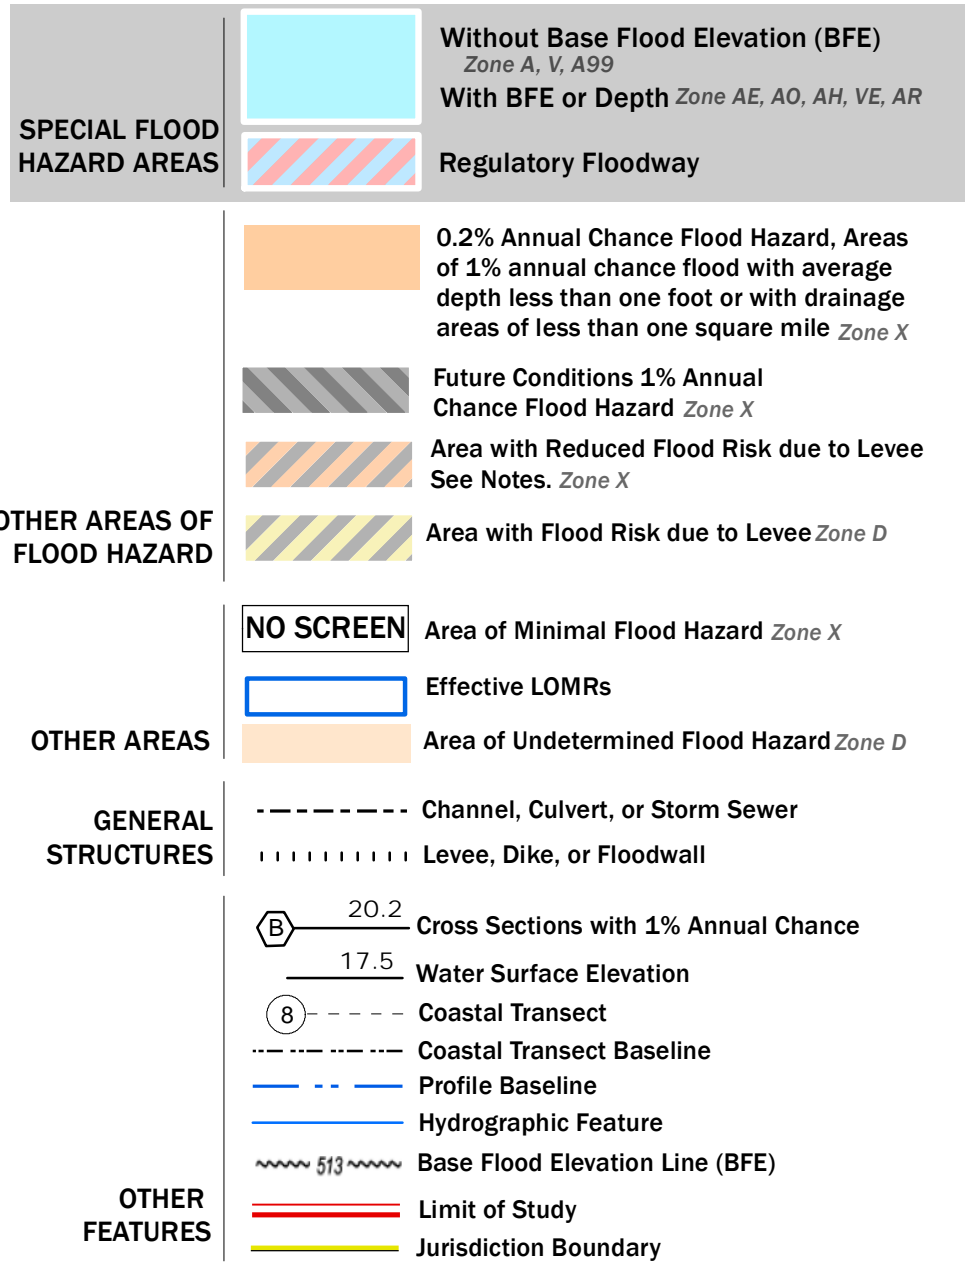 SPECIAL FLOOD
HAZARD AREAS
Without Base Flood Elevation (BFE)
Zone A, V, A99
With BFE or Depth Zone AE, AO, AH, VE, AR
Regulatory Floodway
OTHER AREAS OF
FLOOD HAZARD
0.2% Annual Chance Flood Hazard, Areas
of 1% annual chance flood with average
depth less than one foot or with drainage
areas of less than one square mile Zone X
Future Conditions 1% Annual
Chance Flood Hazard Zone X
Area with Reduced Flood Risk due to Levee
See Notes. Zone X
Area with Flood Risk due to Levee Zone D
OTHER AREAS
NO SCREEN Area of Minimal Flood Hazard Zone X
Effective LOMRs
Area of Undetermined Flood Hazard Zone D
GENERAL
STRUCTURES
Channel, Culvert, or Storm Sewer
Levee, Dike, or Floodwall
OTHER
FEATURES
B 20.2 Cross Sections with 1% Annual Chance
17.5 Water Surface Elevation
8 Coastal Transect
Coastal Transect Baseline
Profile Baseline
Hydrographic Feature
513 Base Flood Elevation Line (BFE)
Limit of Study
Jurisdiction Boundary